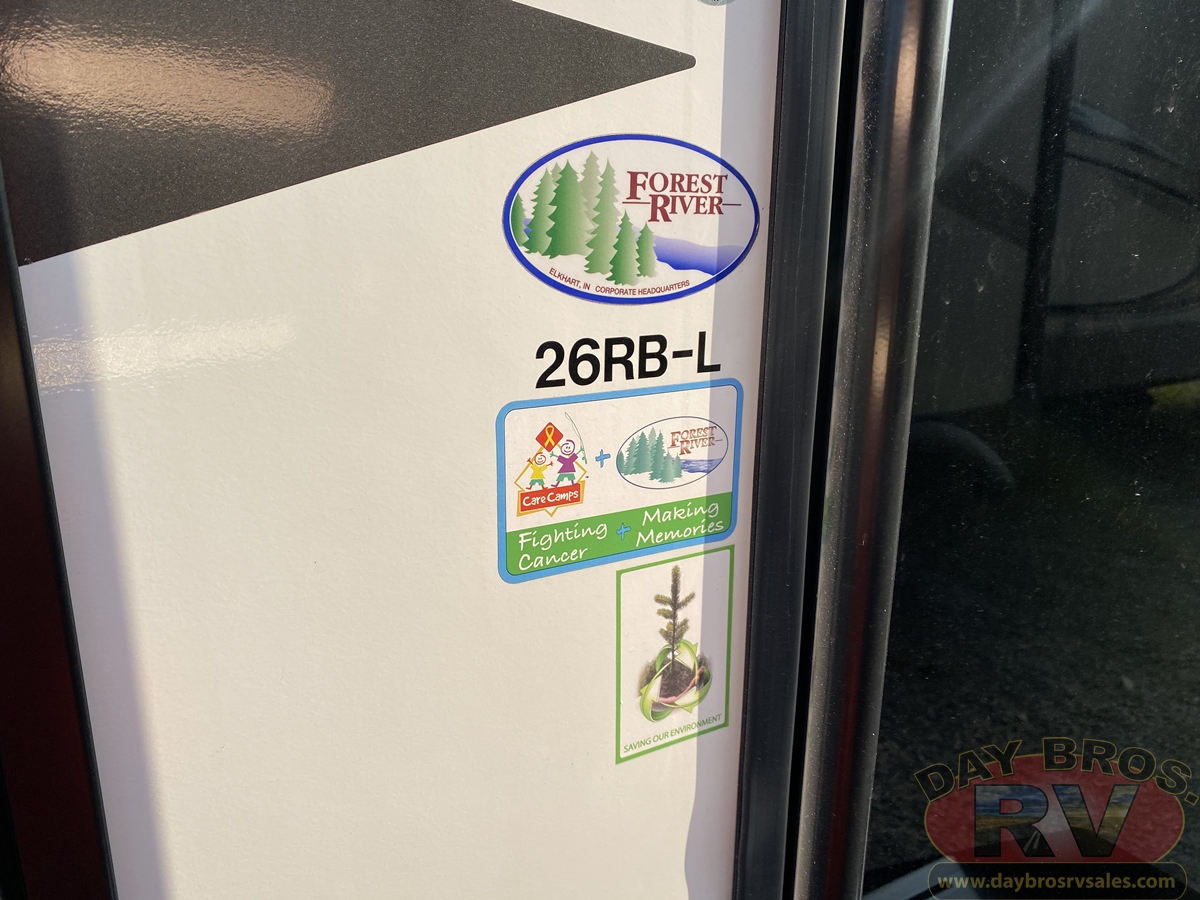 FOREST
RIVER
ELKHART, IN CORPORATE HEADQUARTERS
26RB-L
Care Camps
+
FOREST
RIVER
Fighting
Cancer
+
Making
Memories
SAVING OUR ENVIRONMENT
DAY BROS.
RV
www.daybrosrvsales.com